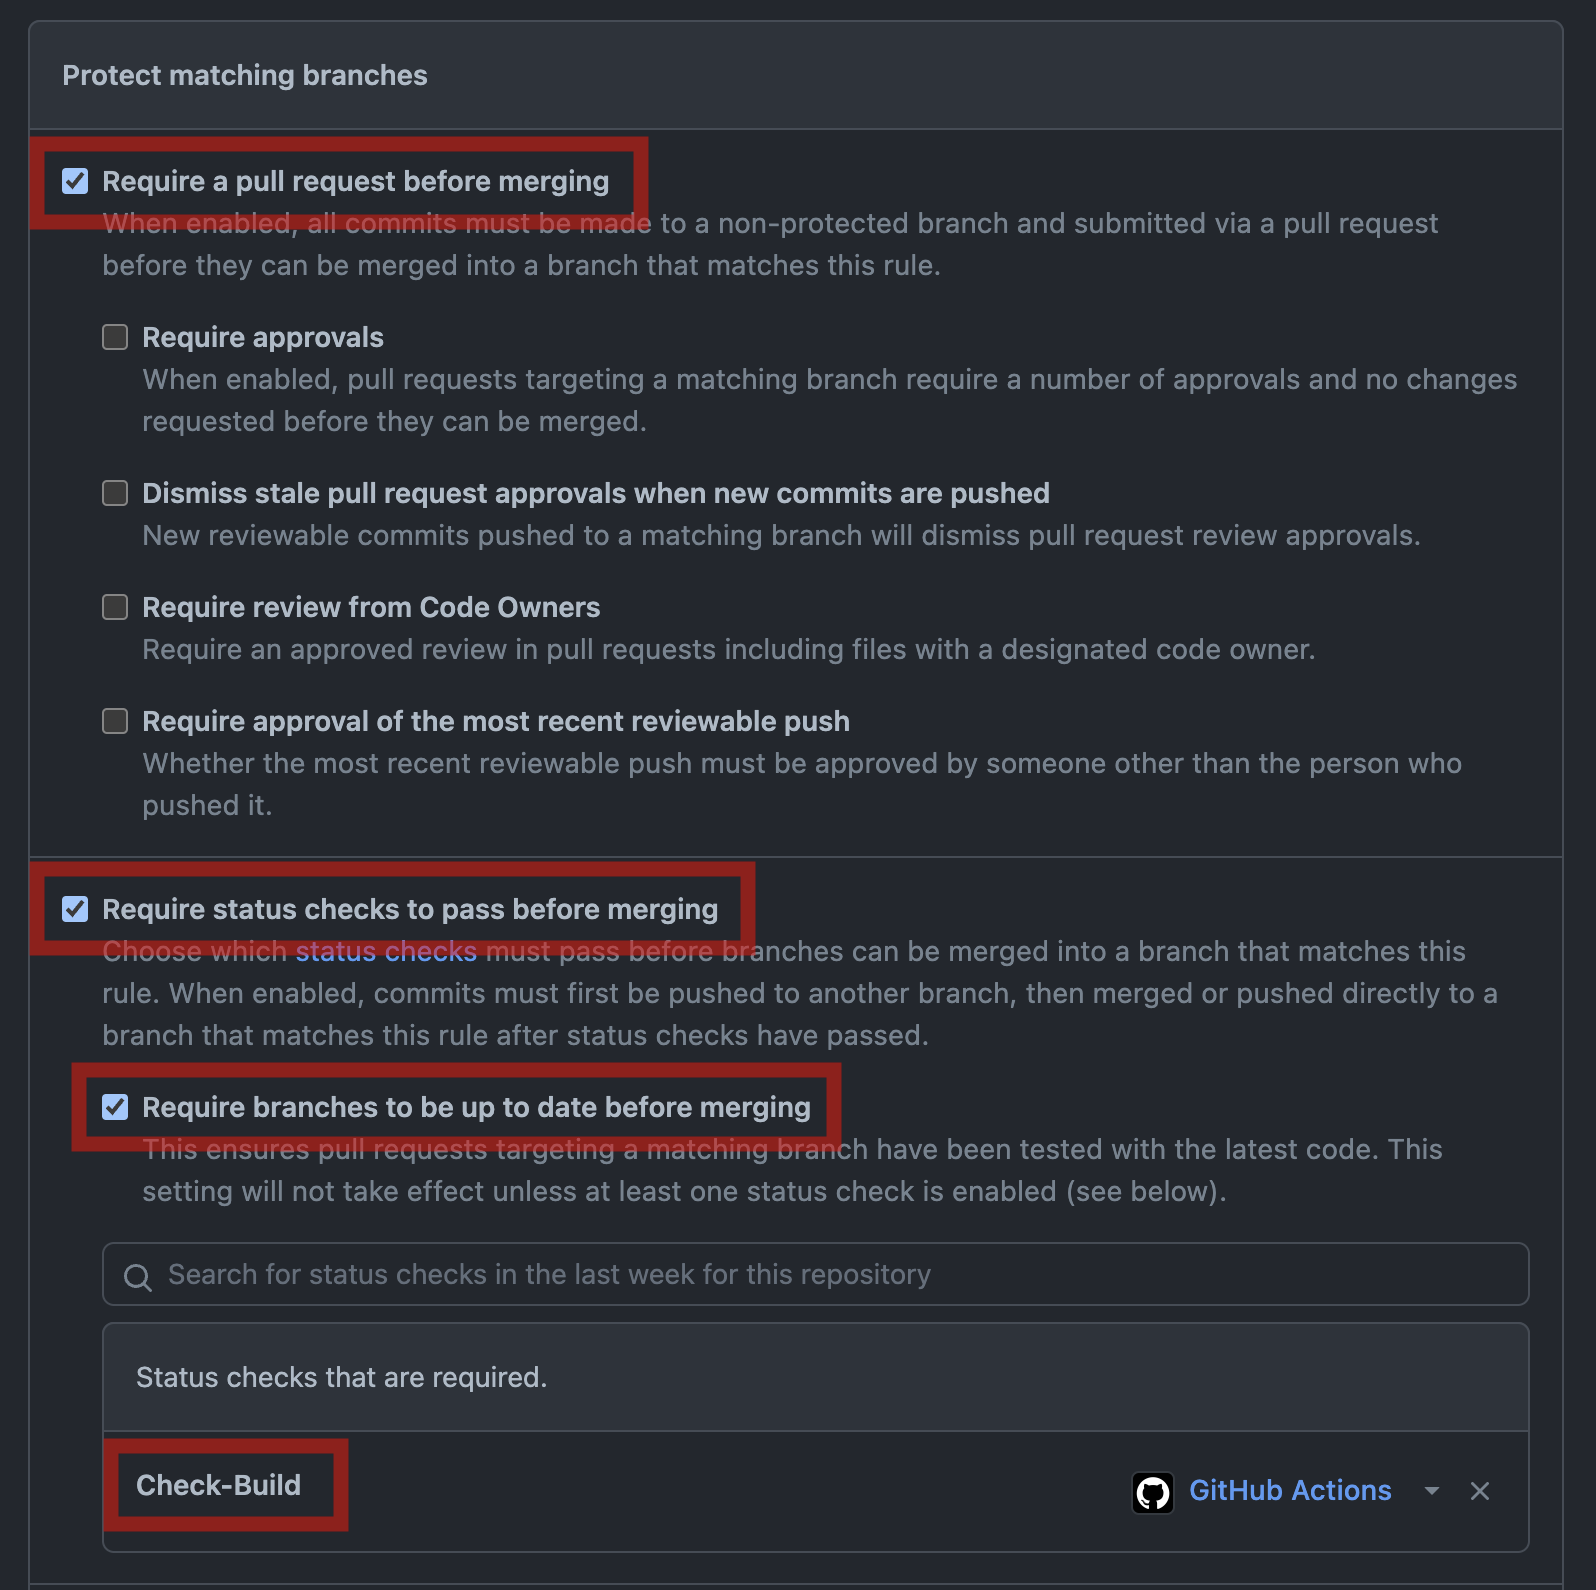 Protect matching branches
Require a pull request before merging
When enabled, all commits must be made to a non-protected branch and submitted via a pull request
before they can be merged into a branch that matches this rule.
Require approvals
When enabled, pull requests targeting a matching branch require a number of approvals and no changes
requested before they can be merged.
Dismiss stale pull request approvals when new commits are pushed
New reviewable commits pushed to a matching branch will dismiss pull request review approvals.
Require review from Code Owners
Require an approved review in pull requests including files with a designated code owner.
Require approval of the most recent reviewable push
Whether the most recent reviewable push must be approved by someone other than the person who
pushed it.
Require status checks to pass before merging
Choose which status checks must pass before branches can be merged into a branch that matches this
rule. When enabled, commits must first be pushed to another branch, then merged or pushed directly to a
branch that matches this rule after status checks have passed.
Require branches to be up to date before merging
This ensures pull requests targeting a matching branch have been tested with the latest code. This
setting will not take effect unless at least one status check is enabled (see below).
Search for status checks in the last week for this repository
Status checks that are required.
Check-Build
GitHub Actions